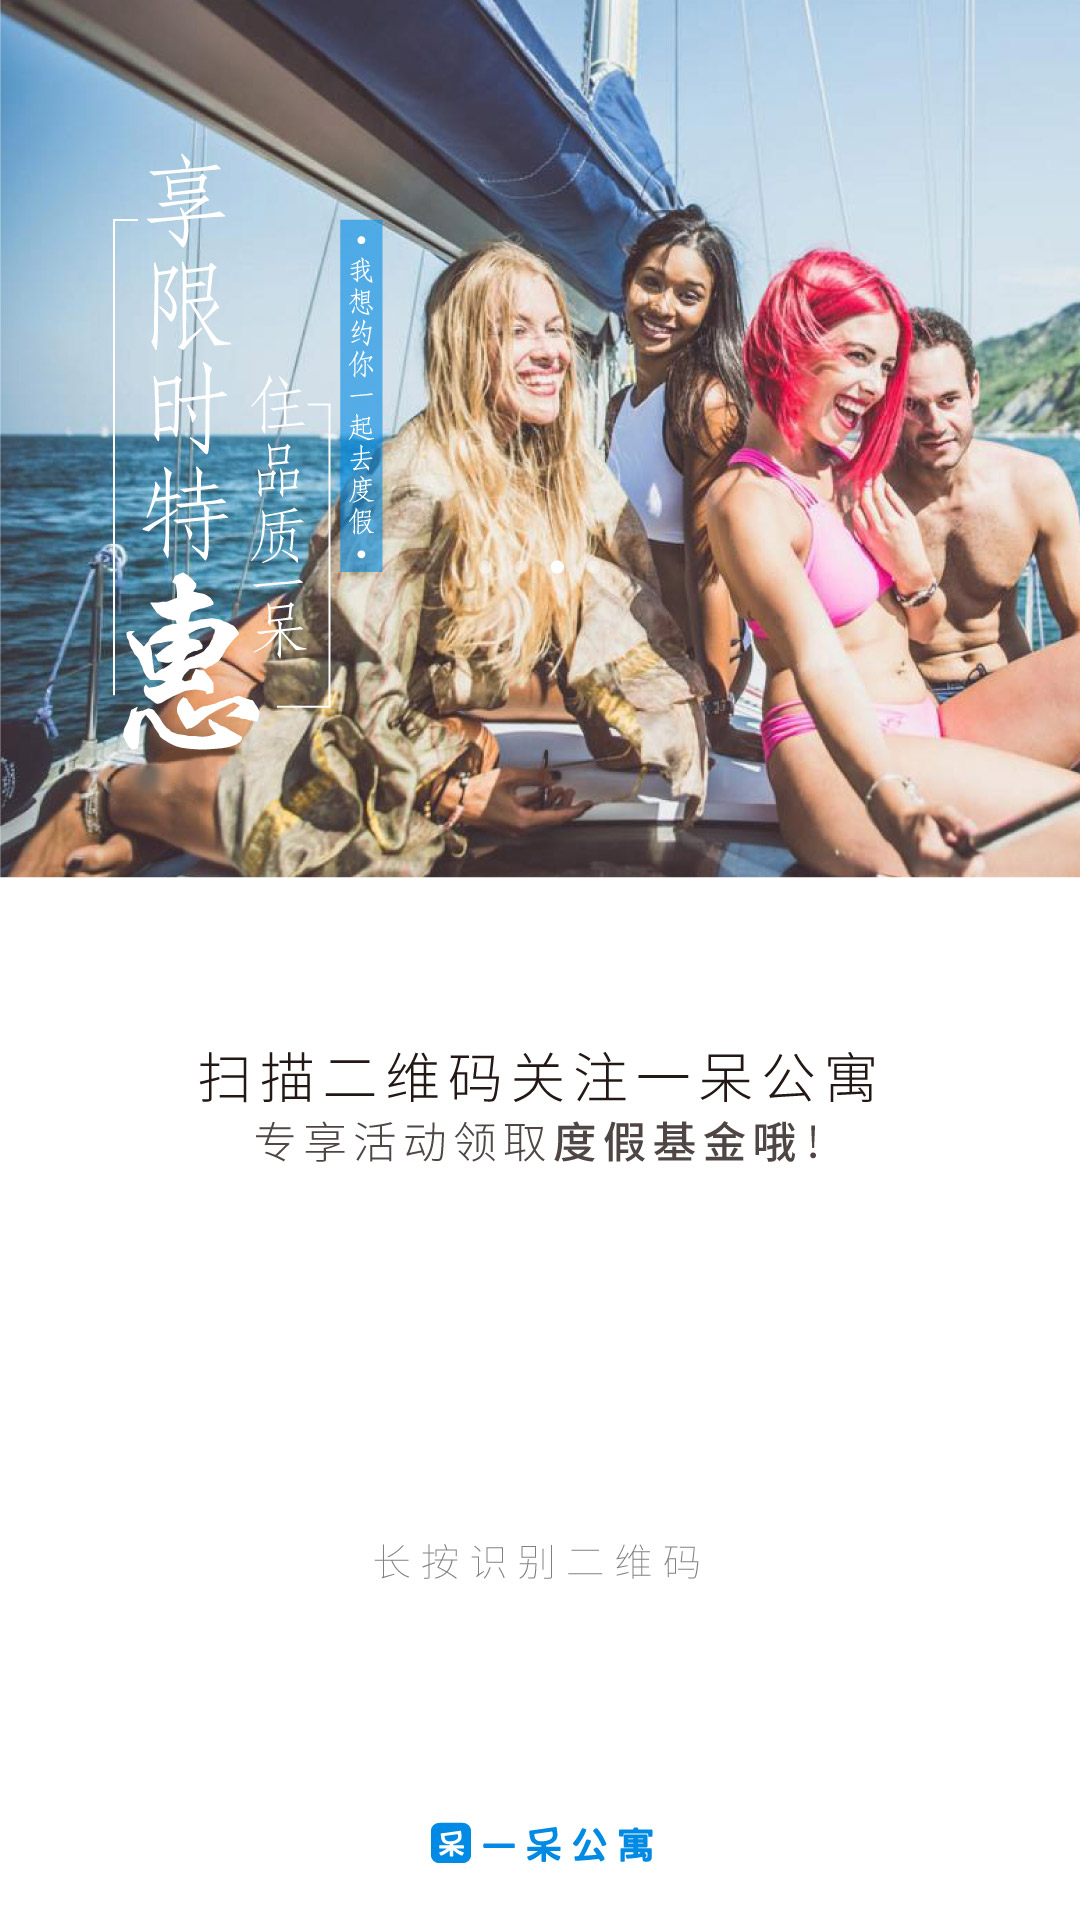 我想约你一起去度假
住品质一呆
享限时特惠
扫描二维码关注一呆公寓
专享活动领取度假基金哦!
长按识别二维码
呆 一呆公寓